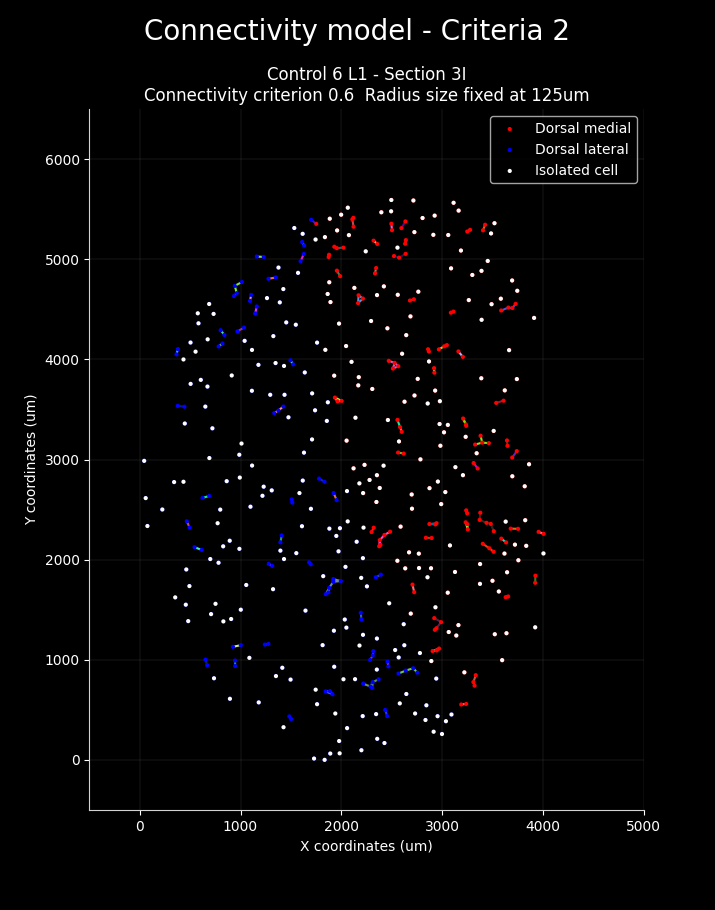 Connectivity model - Criteria 2
Control 6 L1 - Section 3I
Connectivity criterion 0.6  Radius size fixed at 125um
Dorsal medial
Dorsal lateral
Isolated cell
6000
5000
4000
3000
2000
1000
0
Y coordinates (um)
0 1000 2000 3000 4000 5000
X coordinates (um)